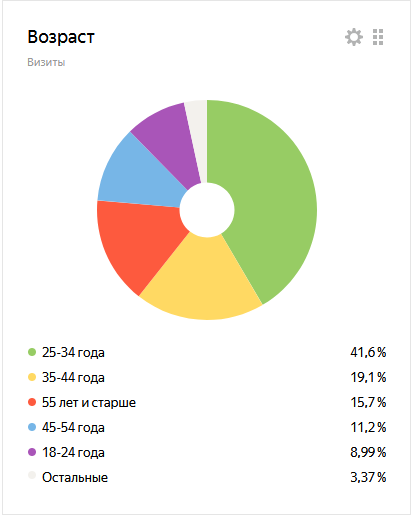 Возраст
Визиты
25-34 года 41,6 %
35-44 года 19,1 %
55 лет и старше 15,7 %
45-54 года 11,2 %
18-24 года 8,99 %
Остальные 3,37 %